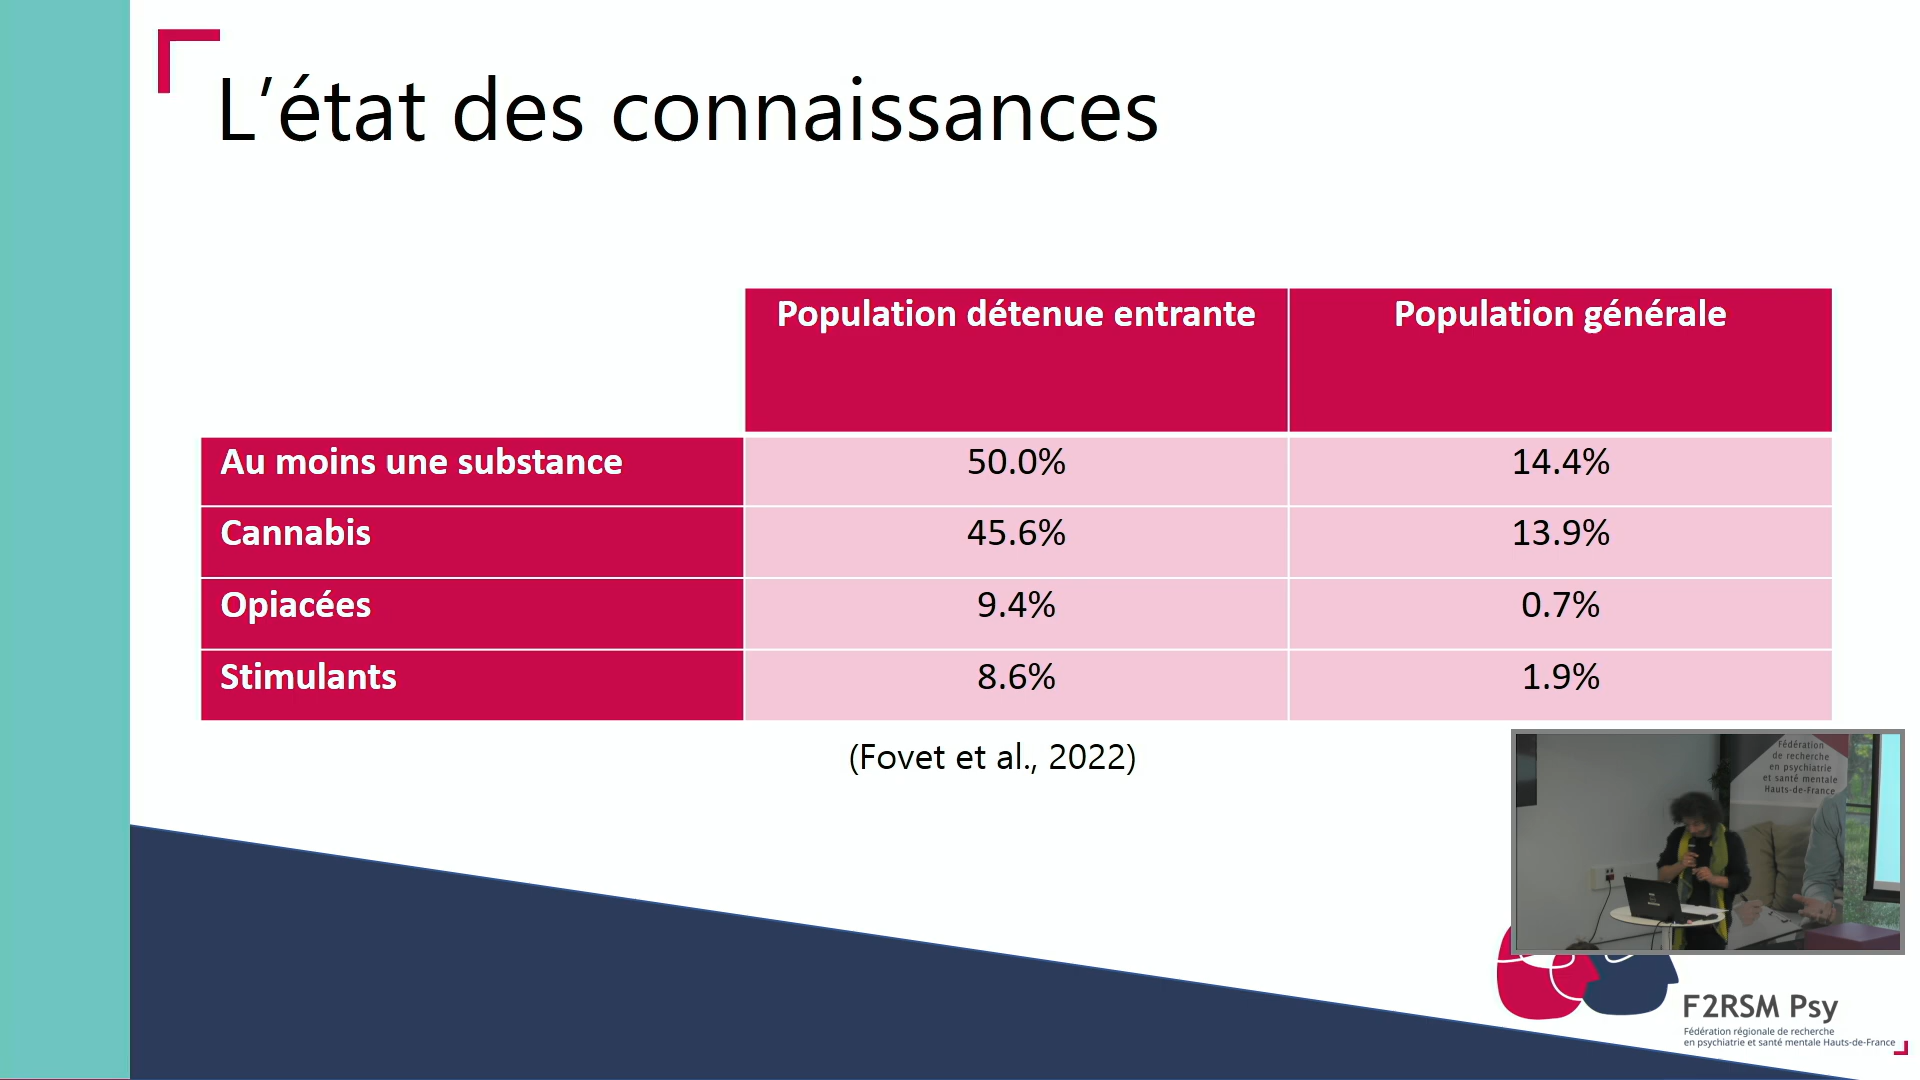 L'état des connaissances
Population détenue entrante
Population générale
Au moins une substance
50.0%
14.4%
Cannabis
45.6%
13.9%
Opiacées
9.4%
0.7%
Stimulants
8.6%
1.9%
(Fovet et al., 2022)
Fédération
de recherche
en psychiatrie
et santé mentale
Hauts-de-France
F2RSM Psy
Fédération régionale de recherche
en psychiatrie et santé mentale Hauts-de-France